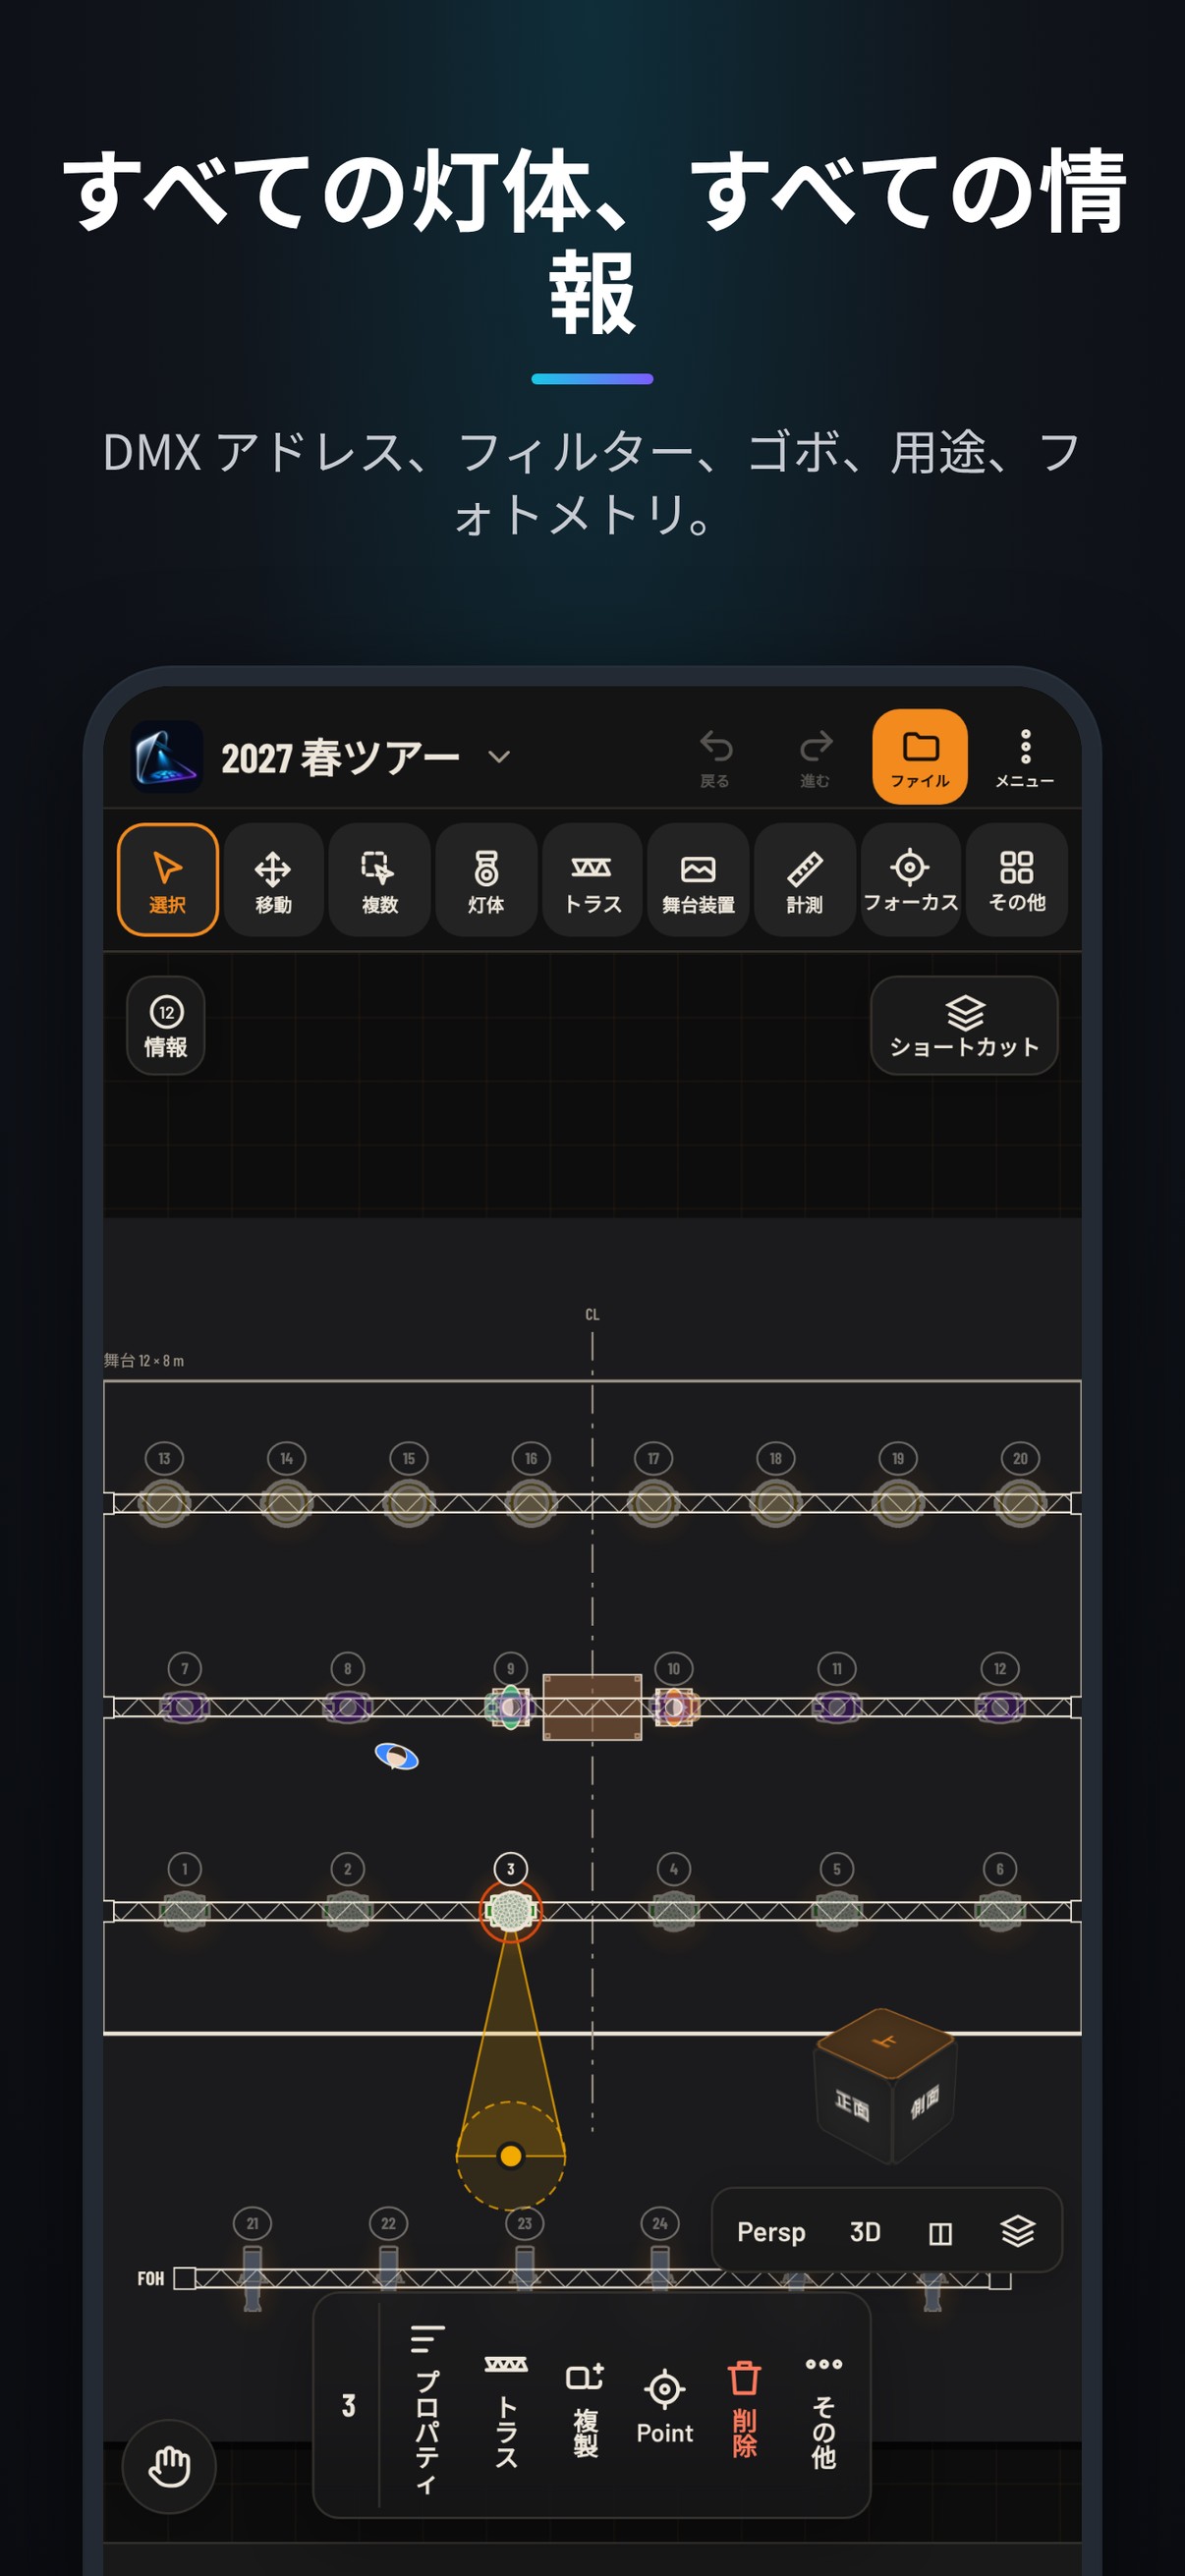 すべての灯体、すべての情
報
DMX アドレス、フィルター、ゴボ、用途、フ
ォトメトリ。
2027 春ツアー
戻る
進む
ファイル
メニュー
選択
移動
複数
灯体
トラス
舞台装置
計測
フォーカス
その他
12
情報
ショートカット
CL
舞台 12 × 8 m
13 14 15 16 17 18 19 20
7 8 9 10 11 12
1 2 3 4 5 6
上
正面
側面
21 22 23 24
Persp 3D
FOH
3
プロパティ
トラス
複製
Point
削除
その他